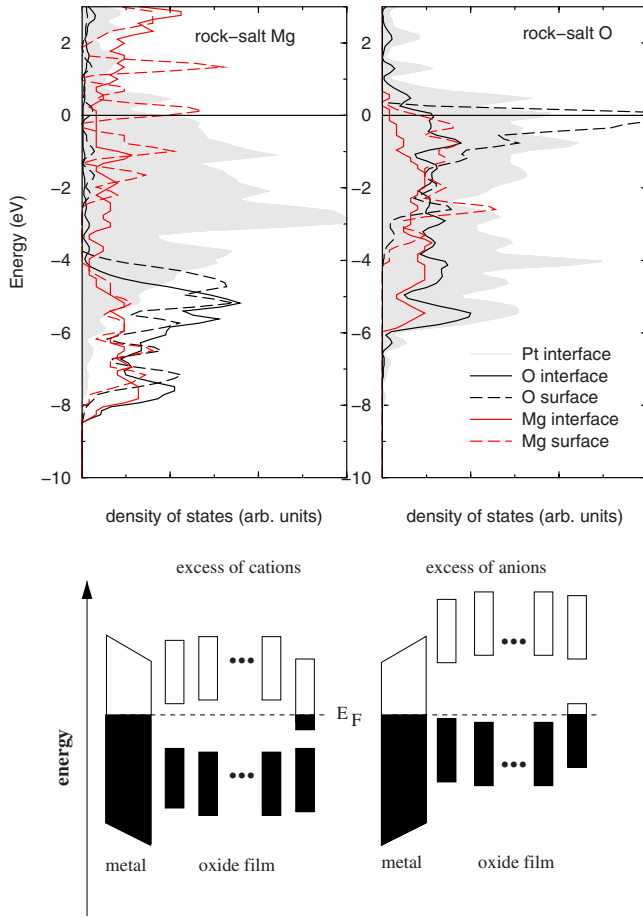 rock−salt Mg
rock−salt O
2
0
−2
−4
−6
−8
−10
2
0
−2
−4
−6
−8
−10
Energy (eV)
Pt interface
O interface
O surface
Mg interface
Mg surface
density of states (arb. units)
density of states (arb. units)
excess of cations
excess of anions
E F
energy
metal
oxide film
metal
oxide film